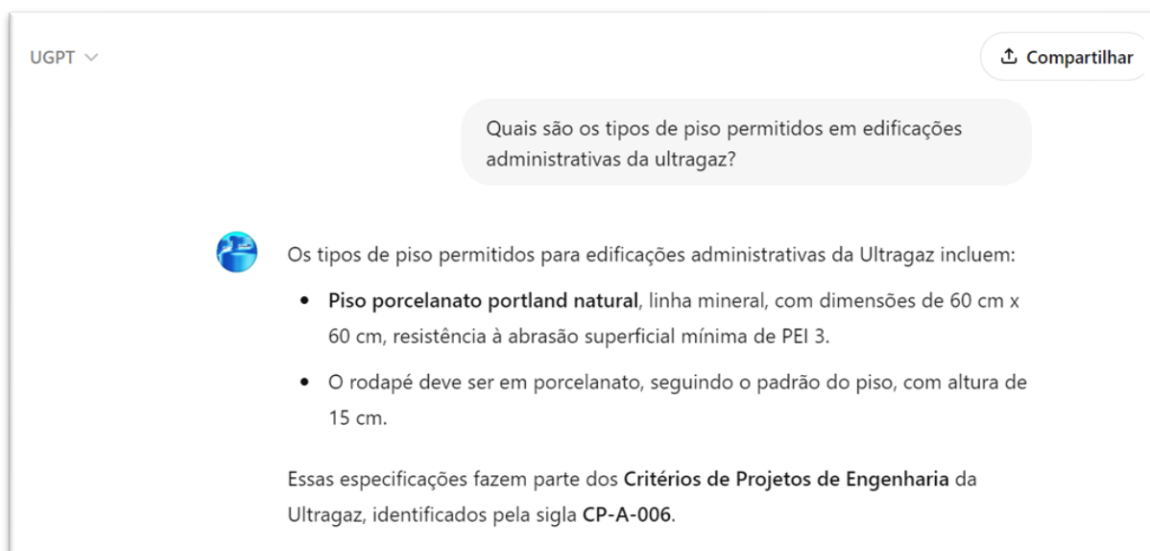 UGPT
Compartilhar
Quais são os tipos de piso permitidos em edificações
administrativas da ultragaz?
Os tipos de piso permitidos para edificações administrativas da Ultragaz incluem:
• Piso porcelanato portland natural, linha mineral, com dimensões de 60 cm x
60 cm, resistência à abrasão superficial mínima de PEI 3.
• O rodapé deve ser em porcelanato, seguindo o padrão do piso, com altura de
15 cm.
Essas especificações fazem parte dos Critérios de Projetos de Engenharia da
Ultragaz, identificados pela sigla CP-A-006.